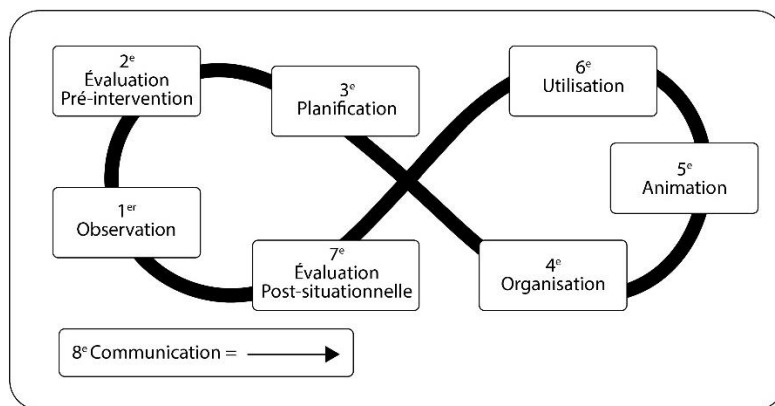 1er
Observation
2e
Évaluation
Pré-intervention
3e
Planification
4e
Organisation
5e
Animation
6e
Utilisation
7e
Évaluation
Post-situationnelle
8e Communication =